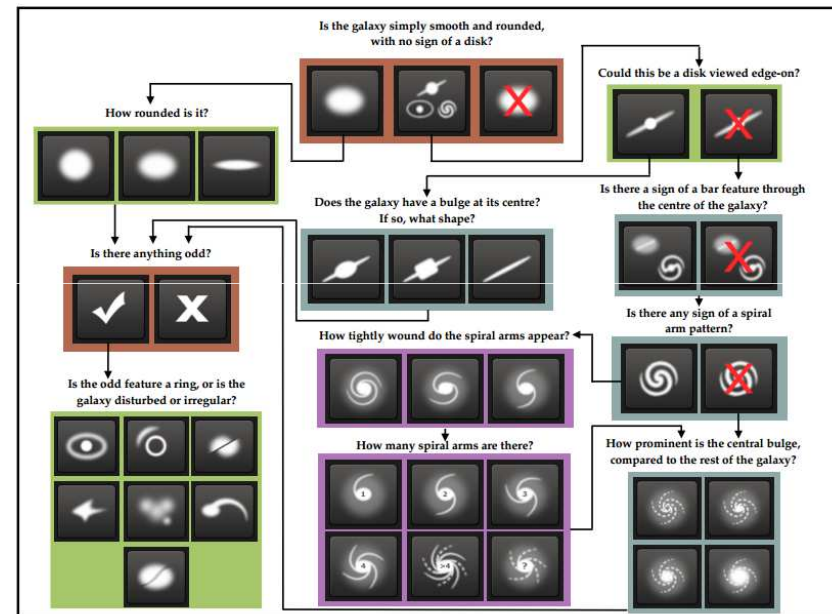 Is the galaxy simply smooth and rounded,
with no sign of a disk?
Could this be a disk viewed edge-on?
How rounded is it?
Does the galaxy have a bulge at its centre?
If so, what shape?
Is there a sign of a bar feature through
the centre of the galaxy?
Is there anything odd?
Is there any sign of a spiral
arm pattern?
How tightly wound do the spiral arms appear?
Is the odd feature a ring, or is the
galaxy disturbed or irregular?
How many spiral arms are there?
How prominent is the central bulge,
compared to the rest of the galaxy?
1
2
3
4
>4
?